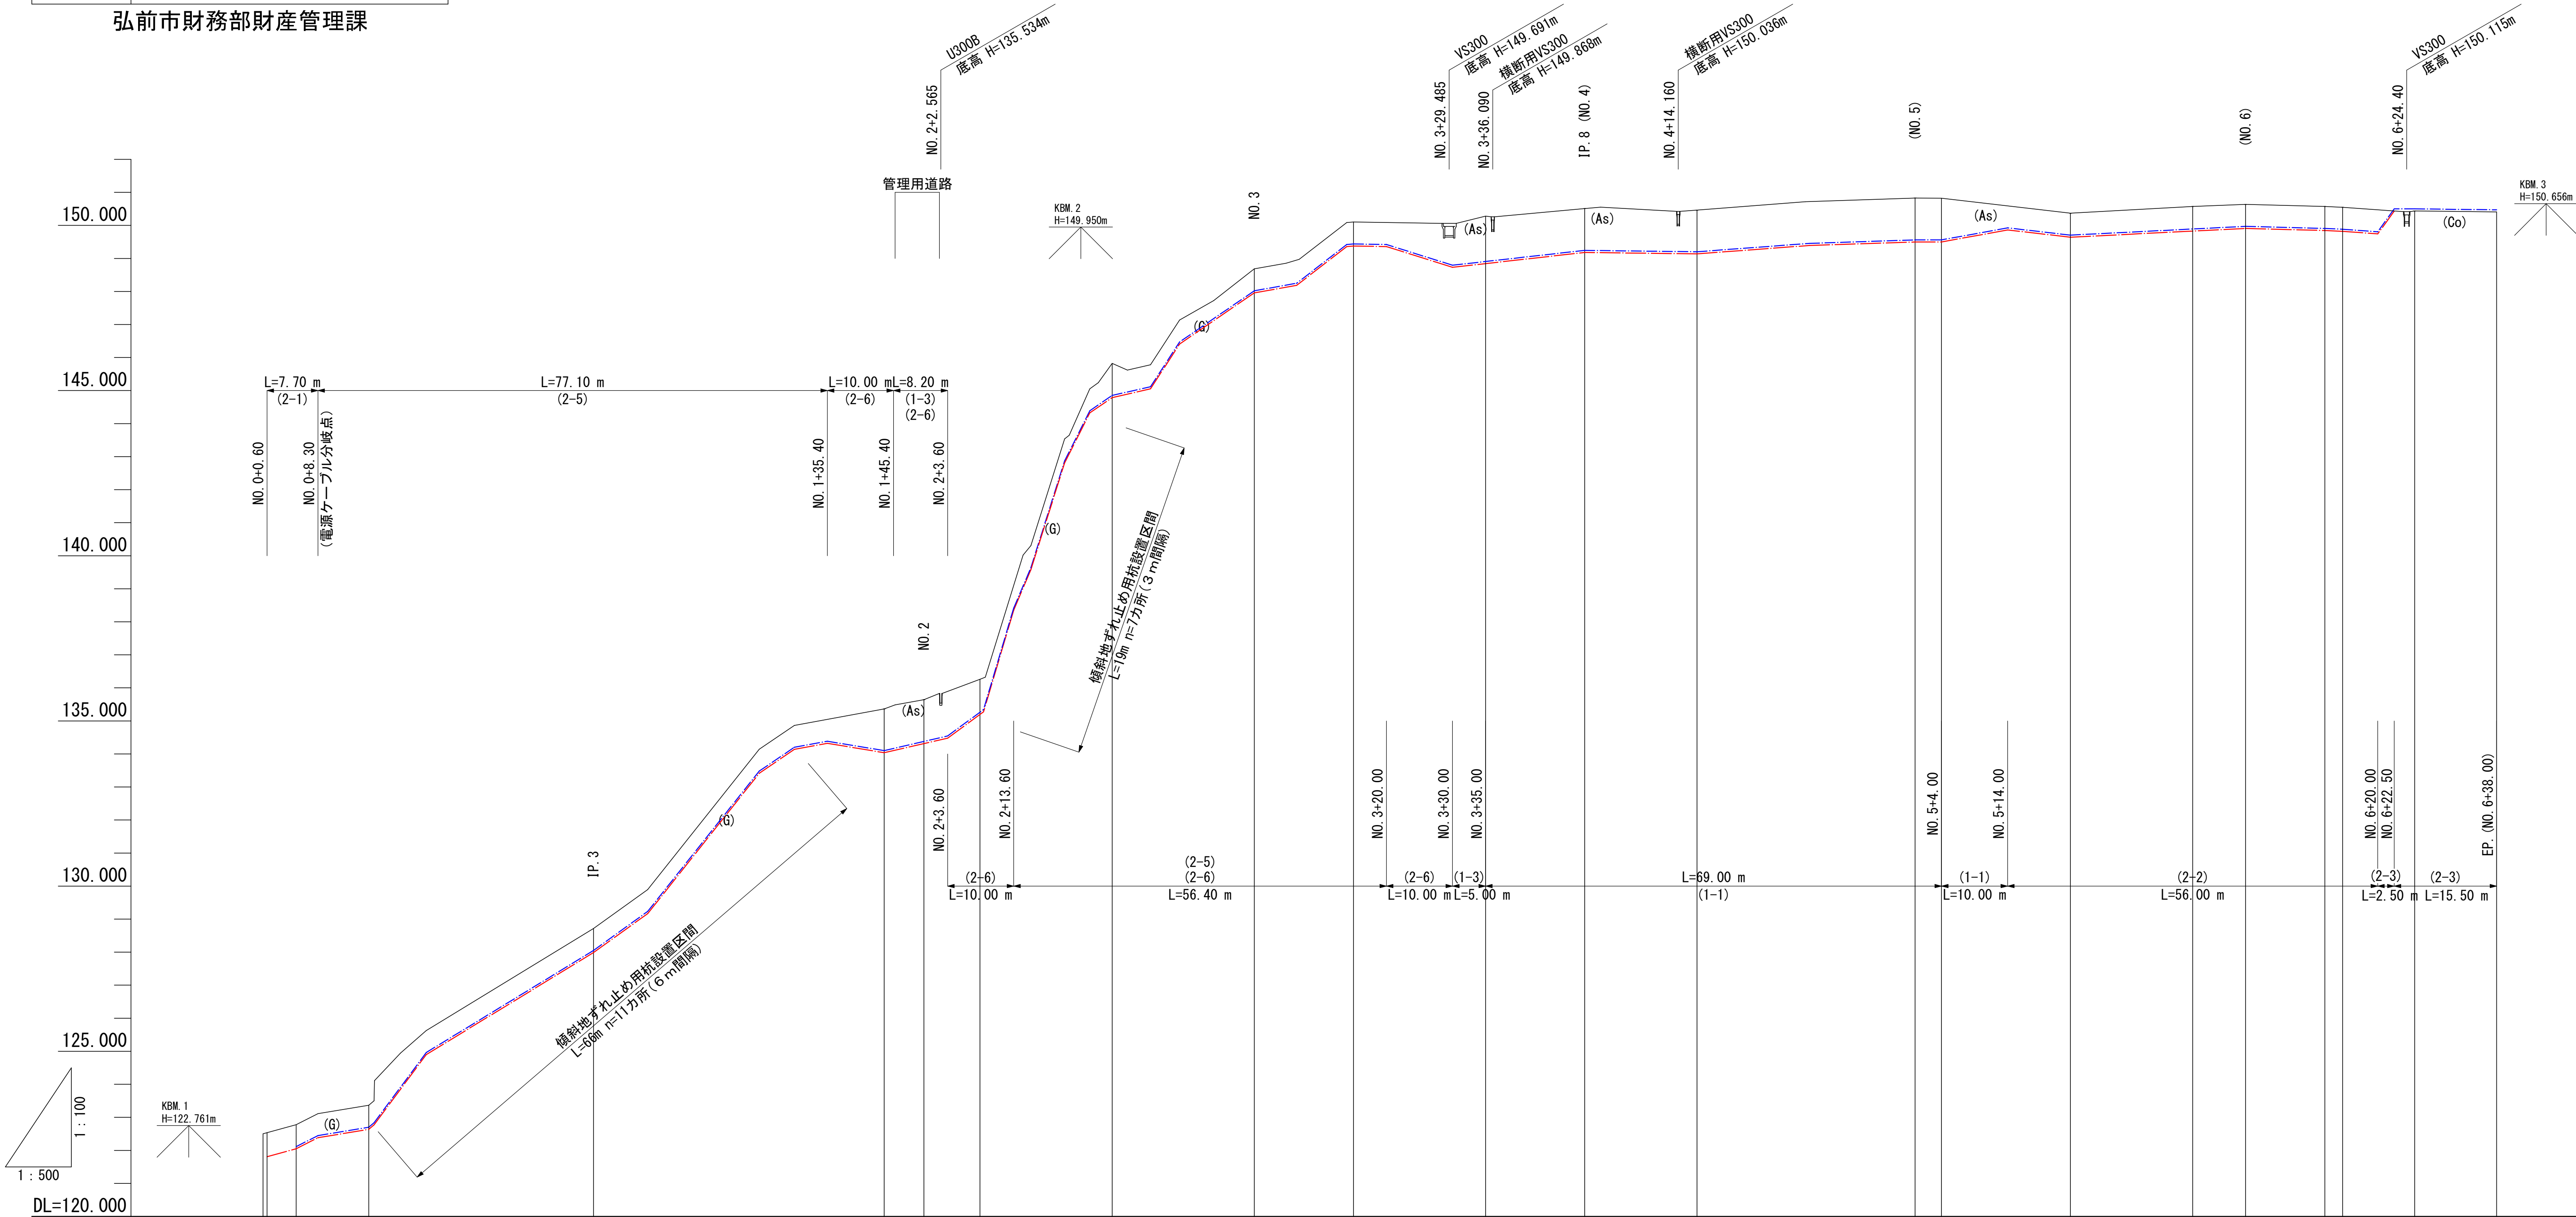 弘前市財務部財産管理課
U300B
底高 H=135.534m
NO.2+2.565
管理用道路
KBM.2
H=149.950m
NO.3
VS300
底高 H=149.691m
NO.3+29.485
横断用VS300
底高 H=149.868m
NO.3+36.090
IP.8 (NO.4)
横断用VS300
底高 H=150.036m
NO.4+14.160
(NO.5)
(NO.6)
VS300
底高 H=150.115m
NO.6+24.40
KBM.3
H=150.656m
150.000
(As)
(As)
(As)
(Co)
(G)
145.000
L=7.70 m
(2-1)
L=77.10 m
(2-5)
L=10.00 m
(2-6)
L=8.20 m
(1-3)
(2-6)
NO.0+0.60
NO.0+8.30
(電源ケーブル分岐点)
NO.1+35.40
NO.1+45.40
NO.2+3.60
(G)
140.000
傾斜地ずれ止め用杭設置区間
L=19m n=7カ所(3m間隔)
NO.2
135.000
(As)
NO.2+3.60
NO.2+13.60
NO.3+20.00
NO.3+30.00
NO.3+35.00
NO.5+4.00
NO.5+14.00
NO.6+20.00
NO.6+22.50
EP.(NO.6+38.00)
(G)
IP.3
130.000
(2-6)
L=10.00 m
(2-5)
(2-6)
L=56.40 m
(2-6)
L=10.00 m
(1-3)
L=5.00 m
L=69.00 m
(1-1)
(1-1)
L=10.00 m
(2-2)
L=56.00 m
(2-3)
L=2.50 m
(2-3)
L=15.50 m
傾斜地ずれ止め用杭設置区間
L=66m n=11カ所(6m間隔)
125.000
KBM.1
H=122.761m
(G)
1:100
1:500
DL=120.000